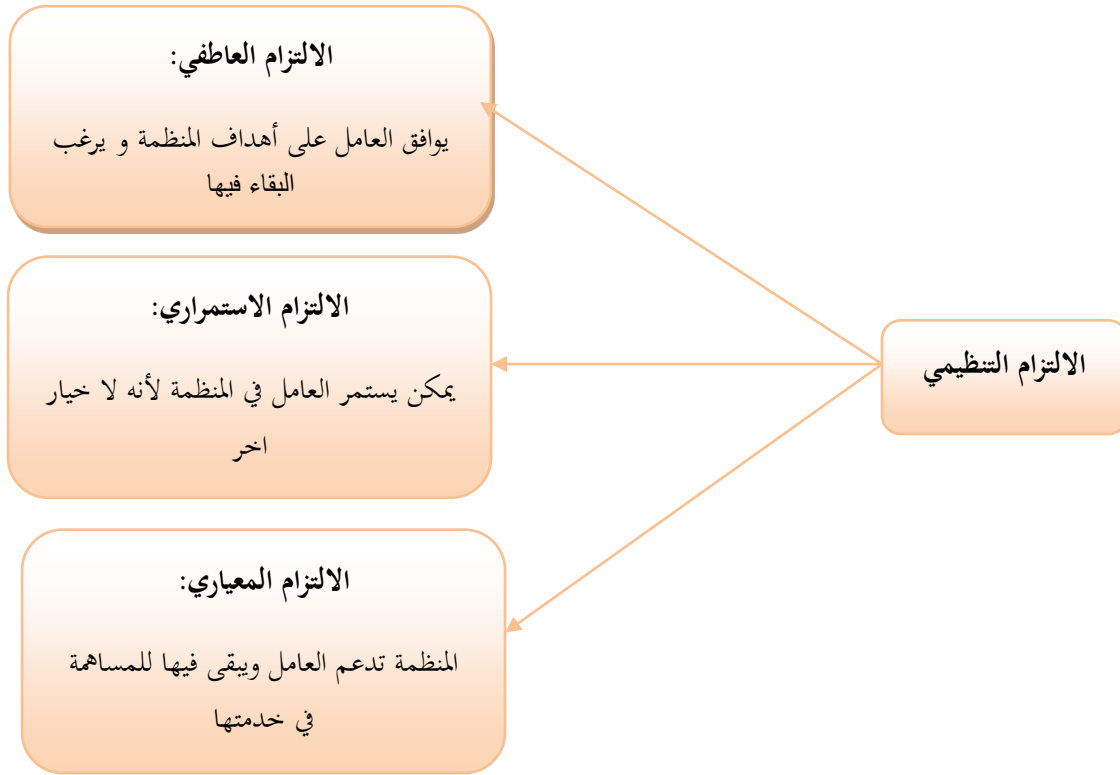 الالتزام العاطفي:
يوافق العامل على أهداف المنظمة و يرغب
البقاء فيها
الالتزام الاستمراري:
يمكن يستمر العامل في المنظمة لأنه لا خيار
اخر
الالتزام التنظيمي
الالتزام المعياري:
المنظمة تدعم العامل ويبقى فيها للمساهمة
في خدمتها